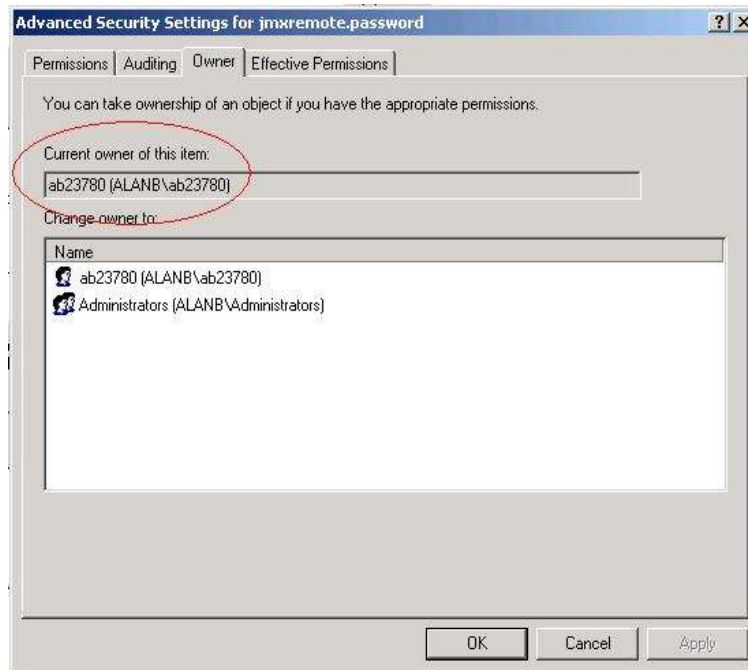 Advanced Security Settings for jmxremote.password
Permissions Auditing Owner Effective Permissions
You can take ownership of an object if you have the appropriate permissions.
Current owner of this item:
ab23780 (ALANB\ab23780)
Change owner to:
Name
ab23780 (ALANB\ab23780)
Administrators (ALANB\Administrators)
OK Cancel Apply